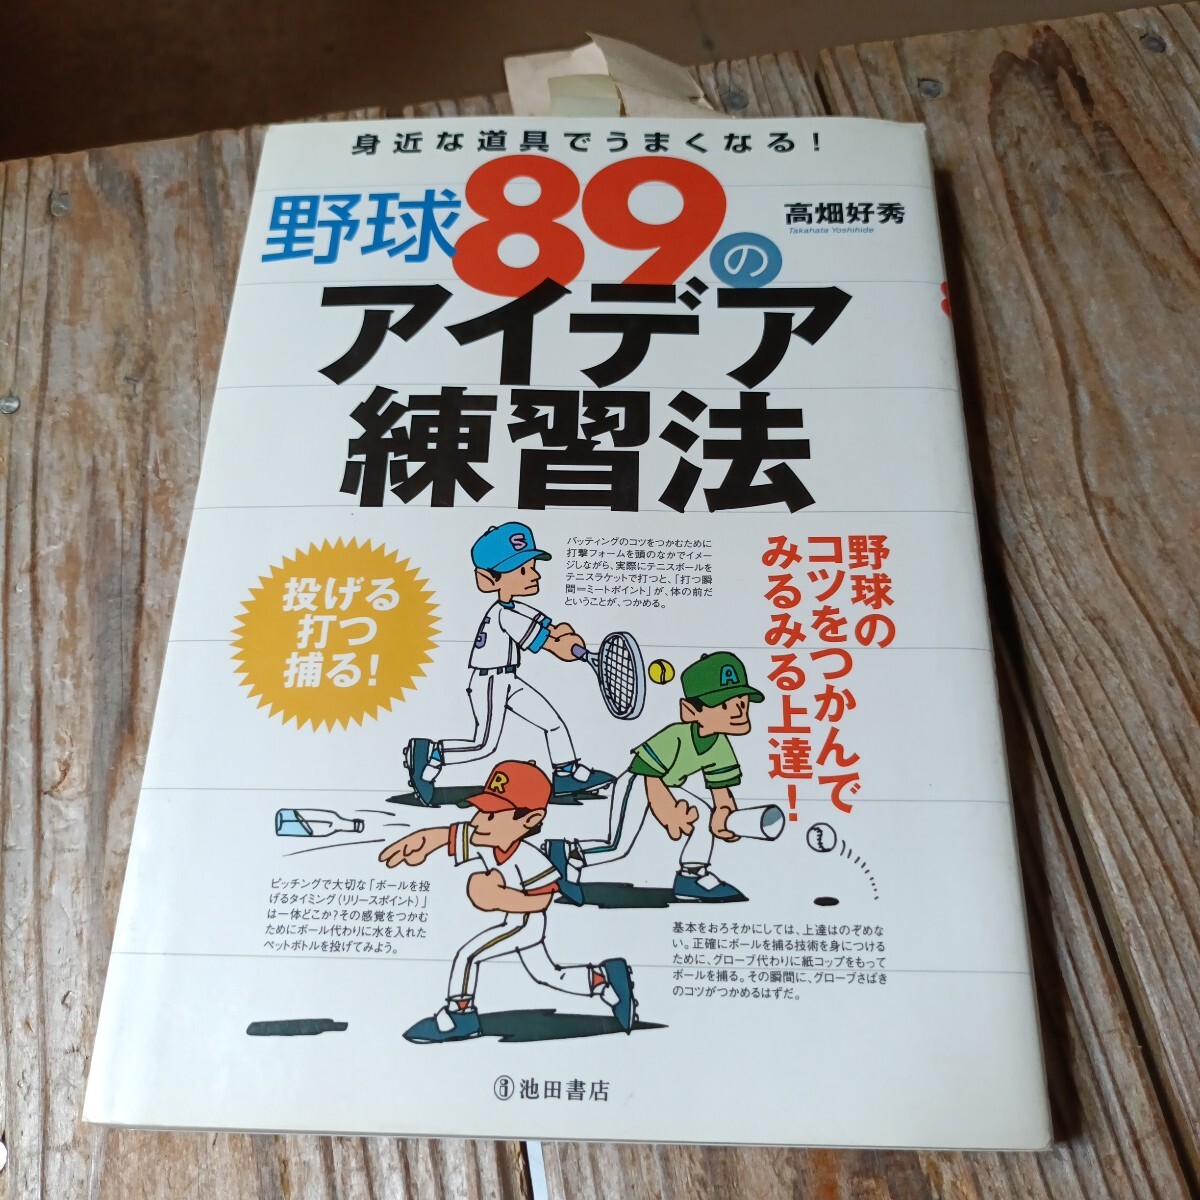 身近な道具でうまくなる!
野球89の
高畑好秀
Takahata Yoshihide
アイデア
練習法
投げる
打つ
捕る!
バッティングのコツをつかむために
打撃フォームを頭のなかでイメー
ジしながら、実際にテニスボールを
テニスラケットで打つと、「打つ瞬
間=ミートポイント」が、体の前だ
ということが、つかめる。
野球の
コツをつかんで
みるみる上達!
S
A
R
ピッチングで大切な「ボールを投
げるタイミング(リリースポイント)」
は一体どこか?その感覚をつかむ
ためにボール代わりに水を入れた
ペットボトルを投げてみよう。
基本をおろそかにしては、上達はのぞめな
い。正確にボールを捕る技術を身につける
ために、グローブ代わりに紙コップをもって
ボールを捕る。その瞬間に、グローブさばき
のコツがつかめるはずだ。
池田書店